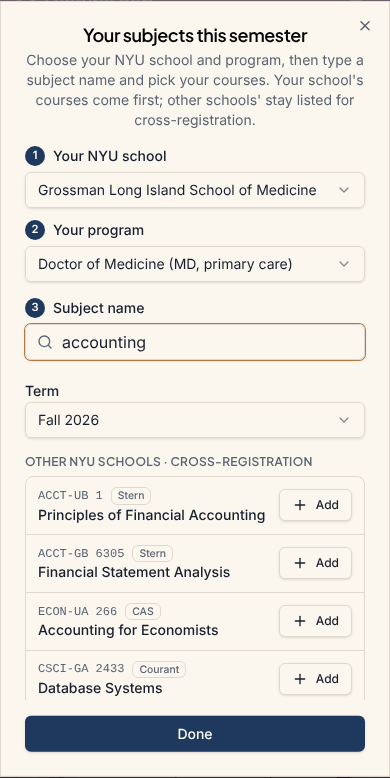 Your subjects this semester
Choose your NYU school and program, then type a
subject name and pick your courses. Your school's
courses come first; other schools' stay listed for
cross-registration.
1 Your NYU school
Grossman Long Island School of Medicine
2 Your program
Doctor of Medicine (MD, primary care)
3 Subject name
accounting
Term
Fall 2026
OTHER NYU SCHOOLS · CROSS-REGISTRATION
ACCT-UB 1 Stern
Principles of Financial Accounting
+ Add
ACCT-GB 6305 Stern
Financial Statement Analysis
+ Add
ECON-UA 266 CAS
Accounting for Economists
+ Add
CSCI-GA 2433 Courant
Database Systems
+ Add
Done